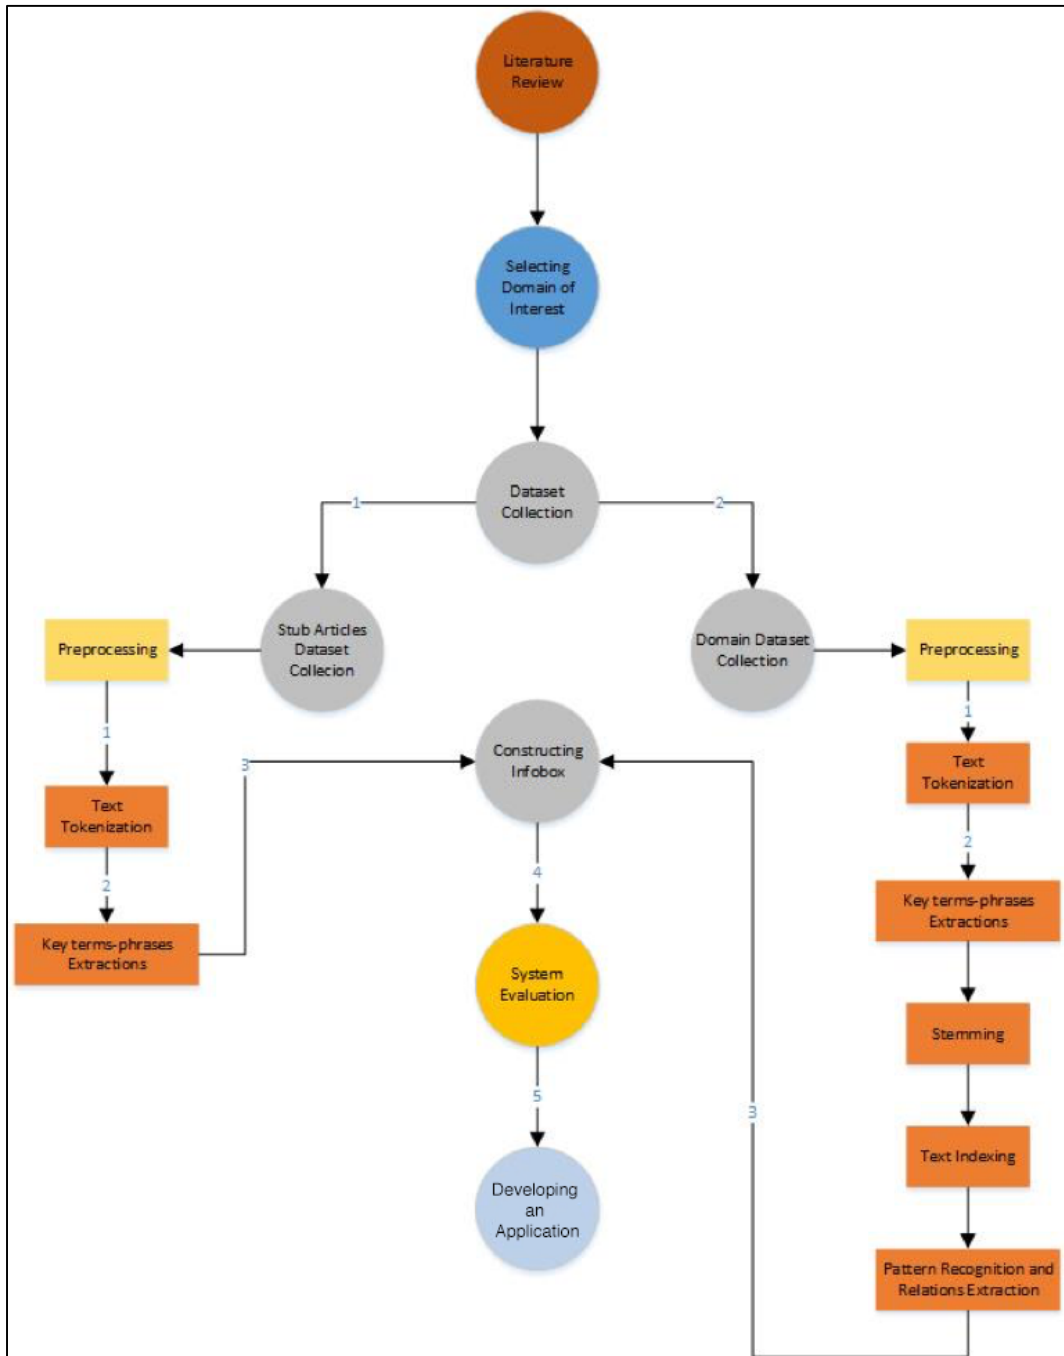 Literature
Review
Selecting
Domain of
Interest
Dataset
Collection
1
2
Stub Articles
Dataset
Collecion
Preprocessing
Domain Dataset
Collection
Preprocessing
1
Text
Tokenization
2
Key terms-phrases
Extractions
3
Constructing
Infobox
1
Text
Tokenization
2
Key terms-phrases
Extractions
Stemming
Text Indexing
Pattern Recognition and
Relations Extraction
3
4
System
Evaluation
5
Developing
an
Application